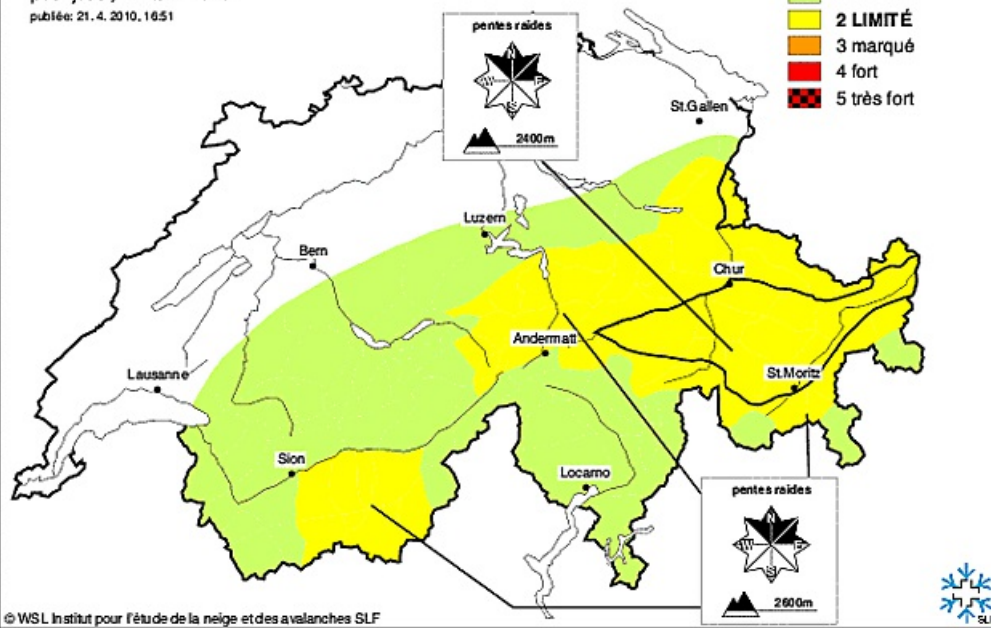 publiée: 21. 4. 2010, 16:51
2 LIMITÉ
3 marqué
4 fort
5 très fort
pentes raides
N
W E
S
2400m
St.Gallen
Luzern
Bern
Chur
Andermatt
Lausanne
St.Moritz
Sion
Locarno
pentes raides
N
W E
S
2600m
© WSL Institut pour l'étude de la neige et des avalanches SLF
SLF